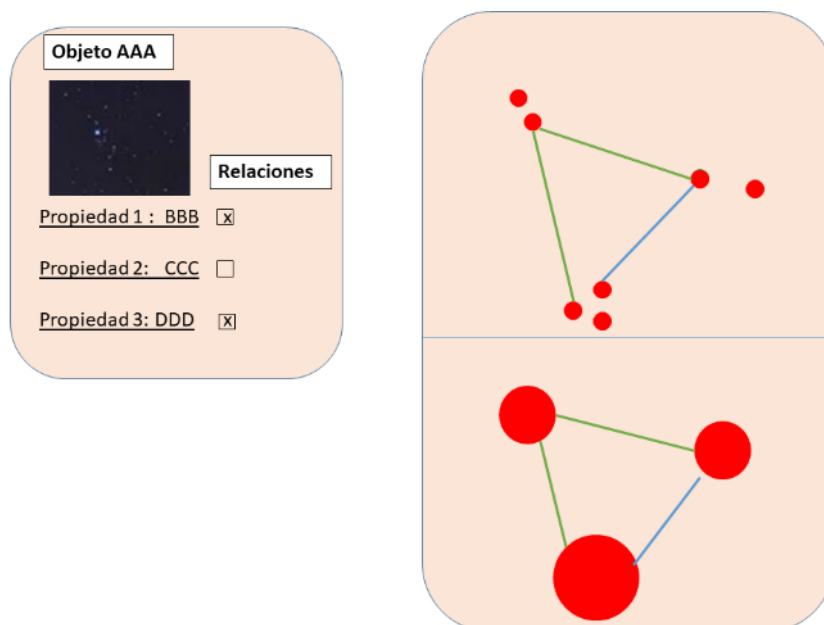 Objeto AAA
Relaciones
Propiedad 1 : BBB x
Propiedad 2: CCC
Propiedad 3: DDD x